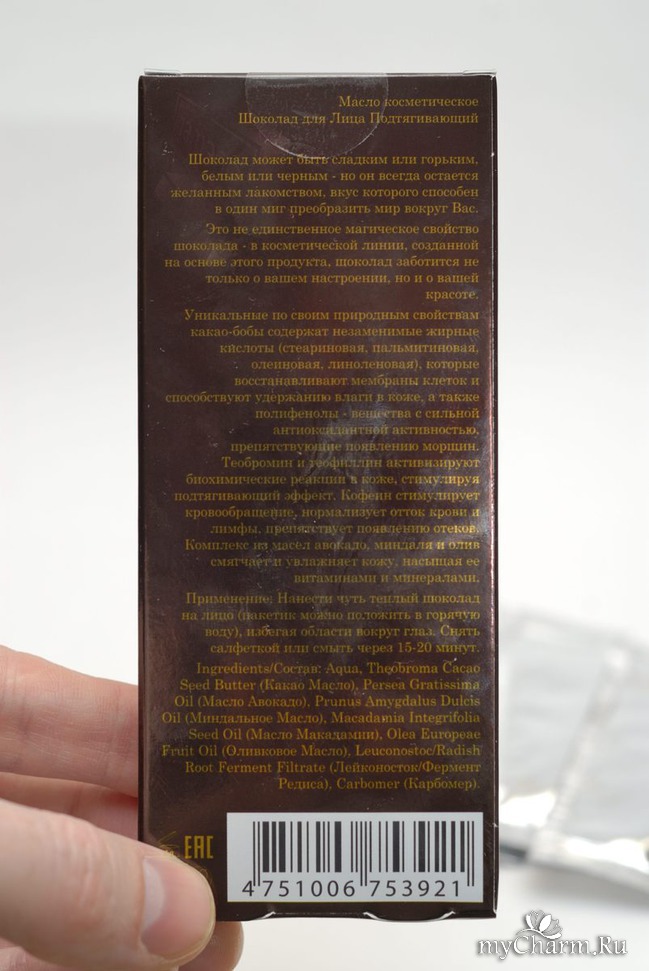 Масло косметическое
Шоколад для Лица Подтягивающий
Шоколад может быть сладким или горьким,
белым или черным - но он всегда остается
желанным лакомством, вкус которого способен
в один миг преобразить мир вокруг Вас.
Это не единственное магическое свойство
шоколада - в косметической линии, созданной
на основе этого продукта, шоколад заботится не
только о вашем настроении, но и о вашей
красоте.
Уникальные по своим природным свойствам
какао-бобы содержат незаменимые жирные
кислоты (стеариновая, пальмитиновая,
олеиновая, линоленовая), которые
восстанавливают мембраны клеток и
способствуют удержанию влаги в коже, а также
полифенолы - вещества с сильной
антиоксидантной активностью,
препятствующие появлению морщин.
Теобромин и теофиллин активизируют
биохимические реакции в коже, стимулируя
подтягивающий эффект. Кофеин стимулирует
кровообращение, нормализует отток крови и
лимфы, препятствует появлению отеков.
Комплекс из масел авокадо, миндаля и олив
смягчает и увлажняет кожу, насыщая ее
витаминами и минералами.
Применение: Нанести чуть теплый шоколад
на лицо (пакетик можно положить в горячую
воду), избегая области вокруг глаз. Снять
салфеткой или смыть через 15-20 минут.
Ingredients/Состав: Aqua, Theobroma Cacao
Seed Butter (Какао Масло), Persea Gratissima
Oil (Масло Авокадо), Prunus Amygdalus Dulcis
Oil (Миндальное Масло), Macadamia Integrifolia
Seed Oil (Масло Макадамии), Olea Europeae
Fruit Oil (Оливковое Масло), Leuconostoc/Radish
Root Ferment Filtrate (Лейконосток/Фермент
Редиса), Carbomer (Карбомер).
EAC
4 751006 753921
myCharm.Ru